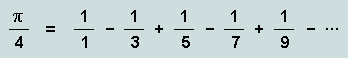 π/4 = 1/1 − 1/3 + 1/5 − 1/7 + 1/9 − ···